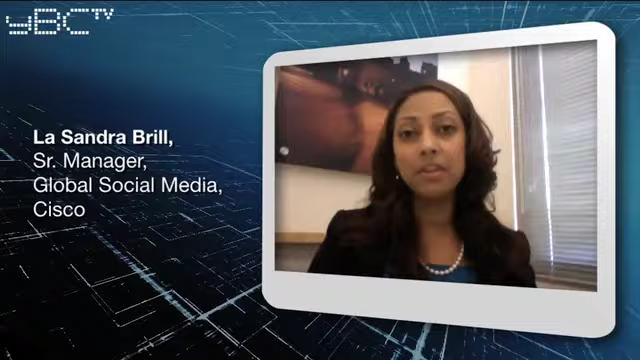 yBCTV
La Sandra Brill,
Sr. Manager,
Global Social Media,
Cisco